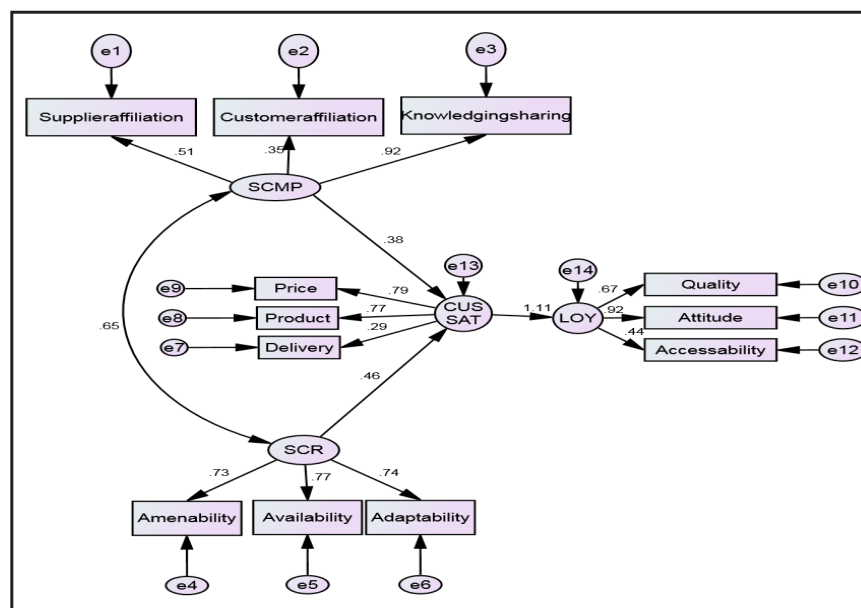 e1
e2
e3
Supplieraffiliation
Customeraffiliation
Knowledgingsharing
.51
.35
.92
SCMP
.38
e13
e14
e9
Price
.79
.67
Quality
e10
e8
Product
.77
CUS
SAT
1.11
LOY
.92
Attitude
e11
e7
Delivery
.29
.44
Accessability
e12
.65
.46
SCR
.73
.77
.74
Amenability
Availability
Adaptability
e4
e5
e6